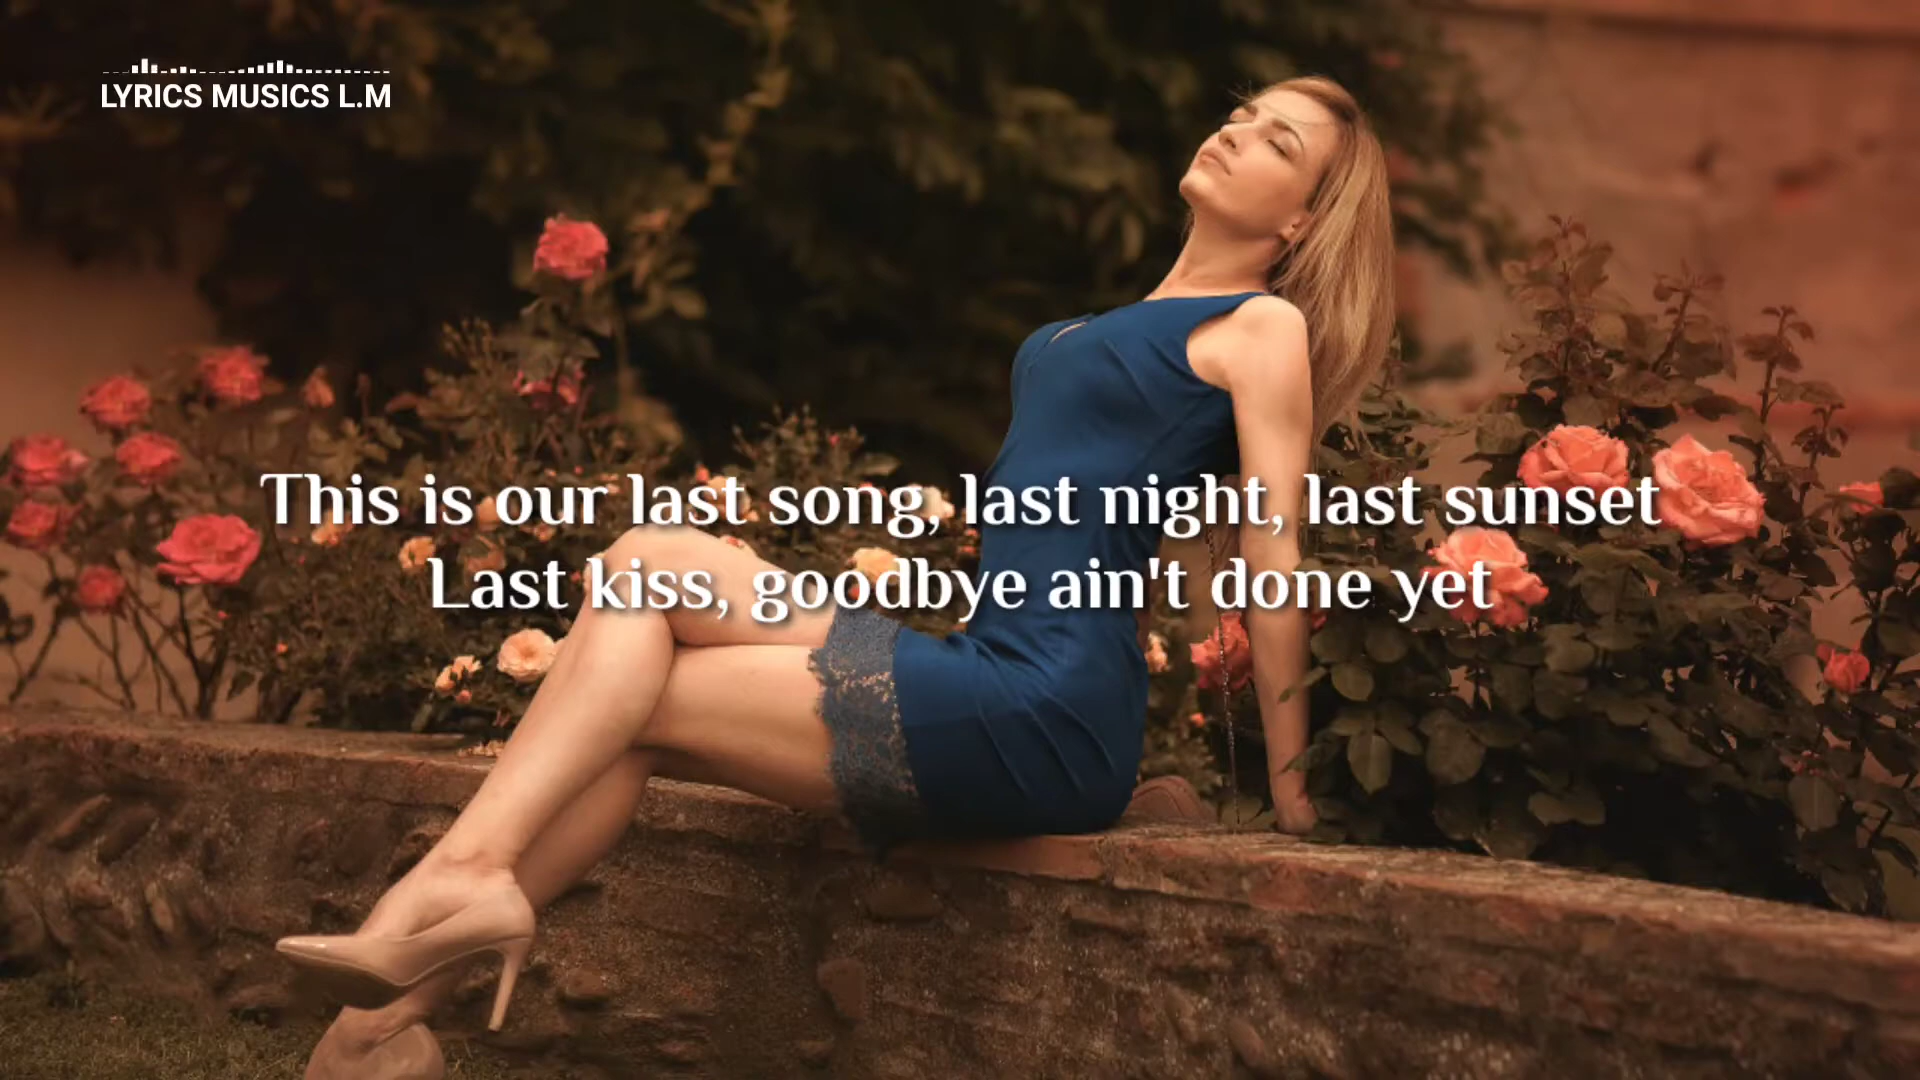 LYRICS MUSICS L.M
This is our last song, last night, last sunset
Last kiss, goodbye ain't done yet